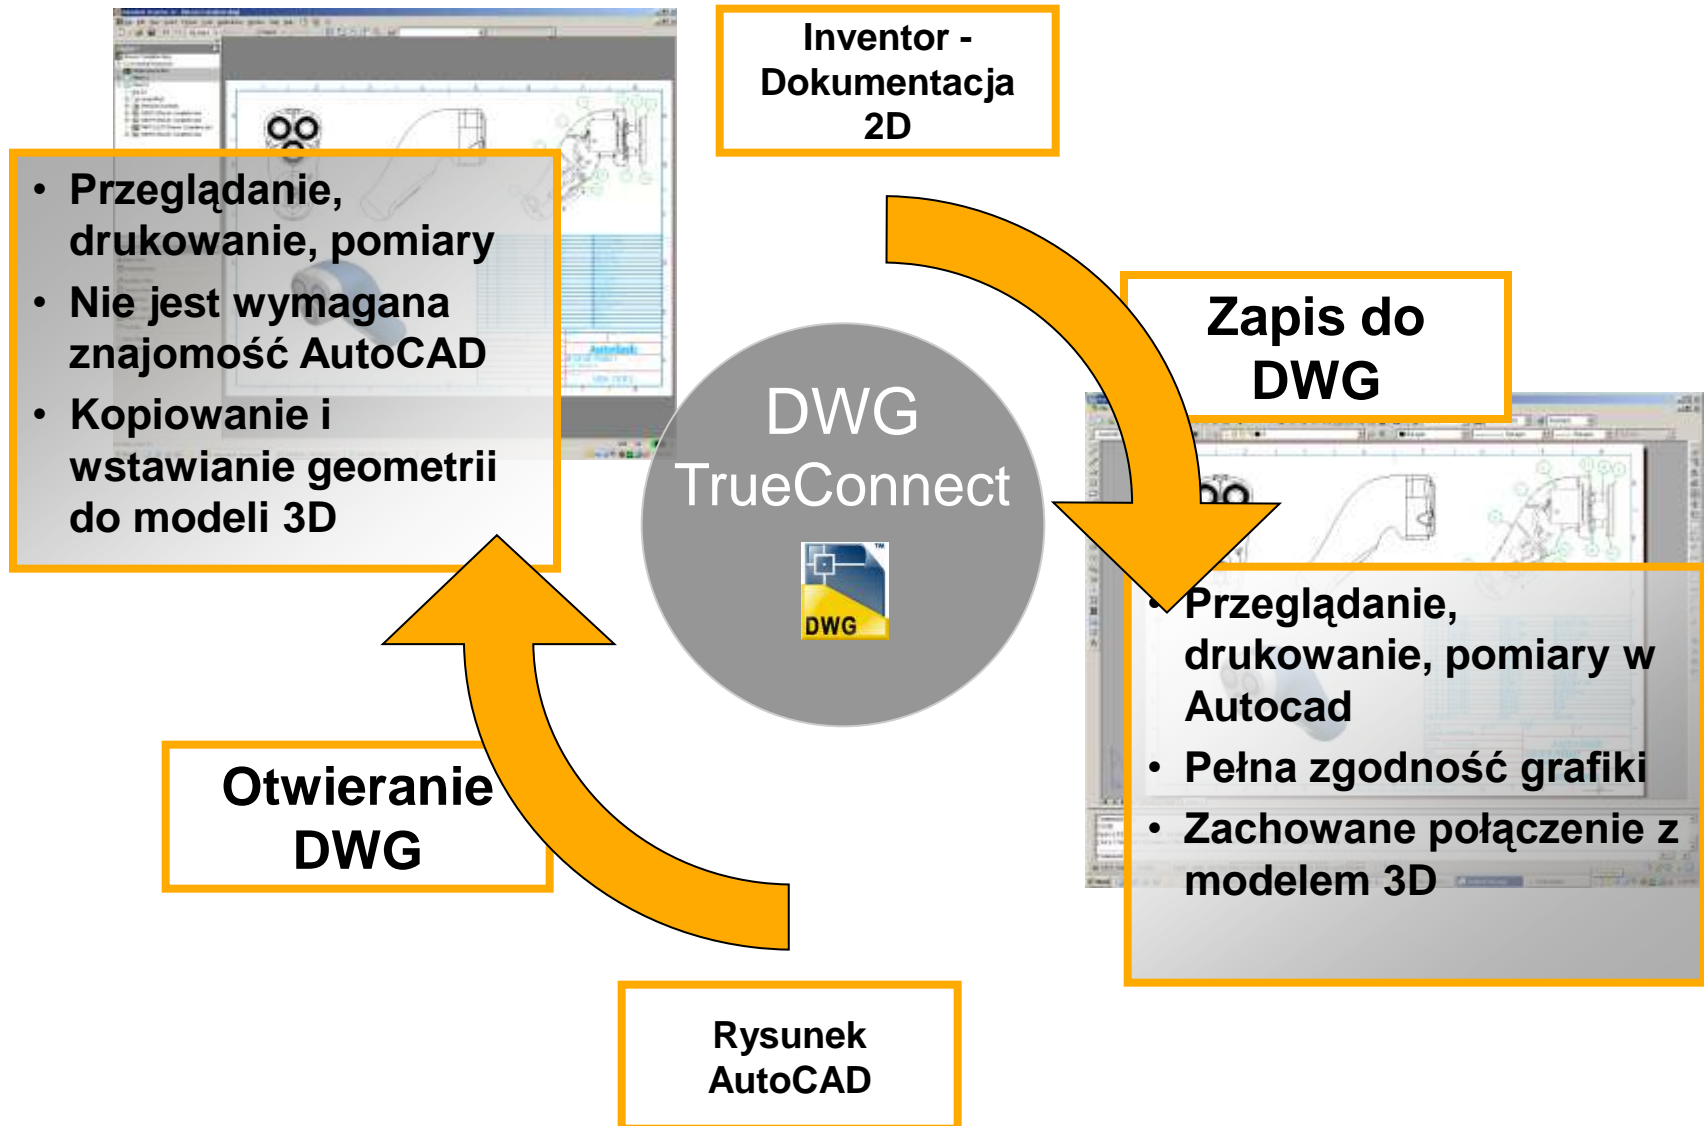 Inventor -
Dokumentacja
2D
• Przeglądanie,
drukowanie, pomiary
• Nie jest wymagana
znajomość AutoCAD
• Kopiowanie i
wstawianie geometrii
do modeli 3D
Zapis do
DWG
DWG
TrueConnect
DWG
TM
• Przeglądanie,
drukowanie, pomiary w
Autocad
• Pełna zgodność grafiki
• Zachowane połączenie z
modelem 3D
Otwieranie
DWG
Rysunek
AutoCAD
Autodesk